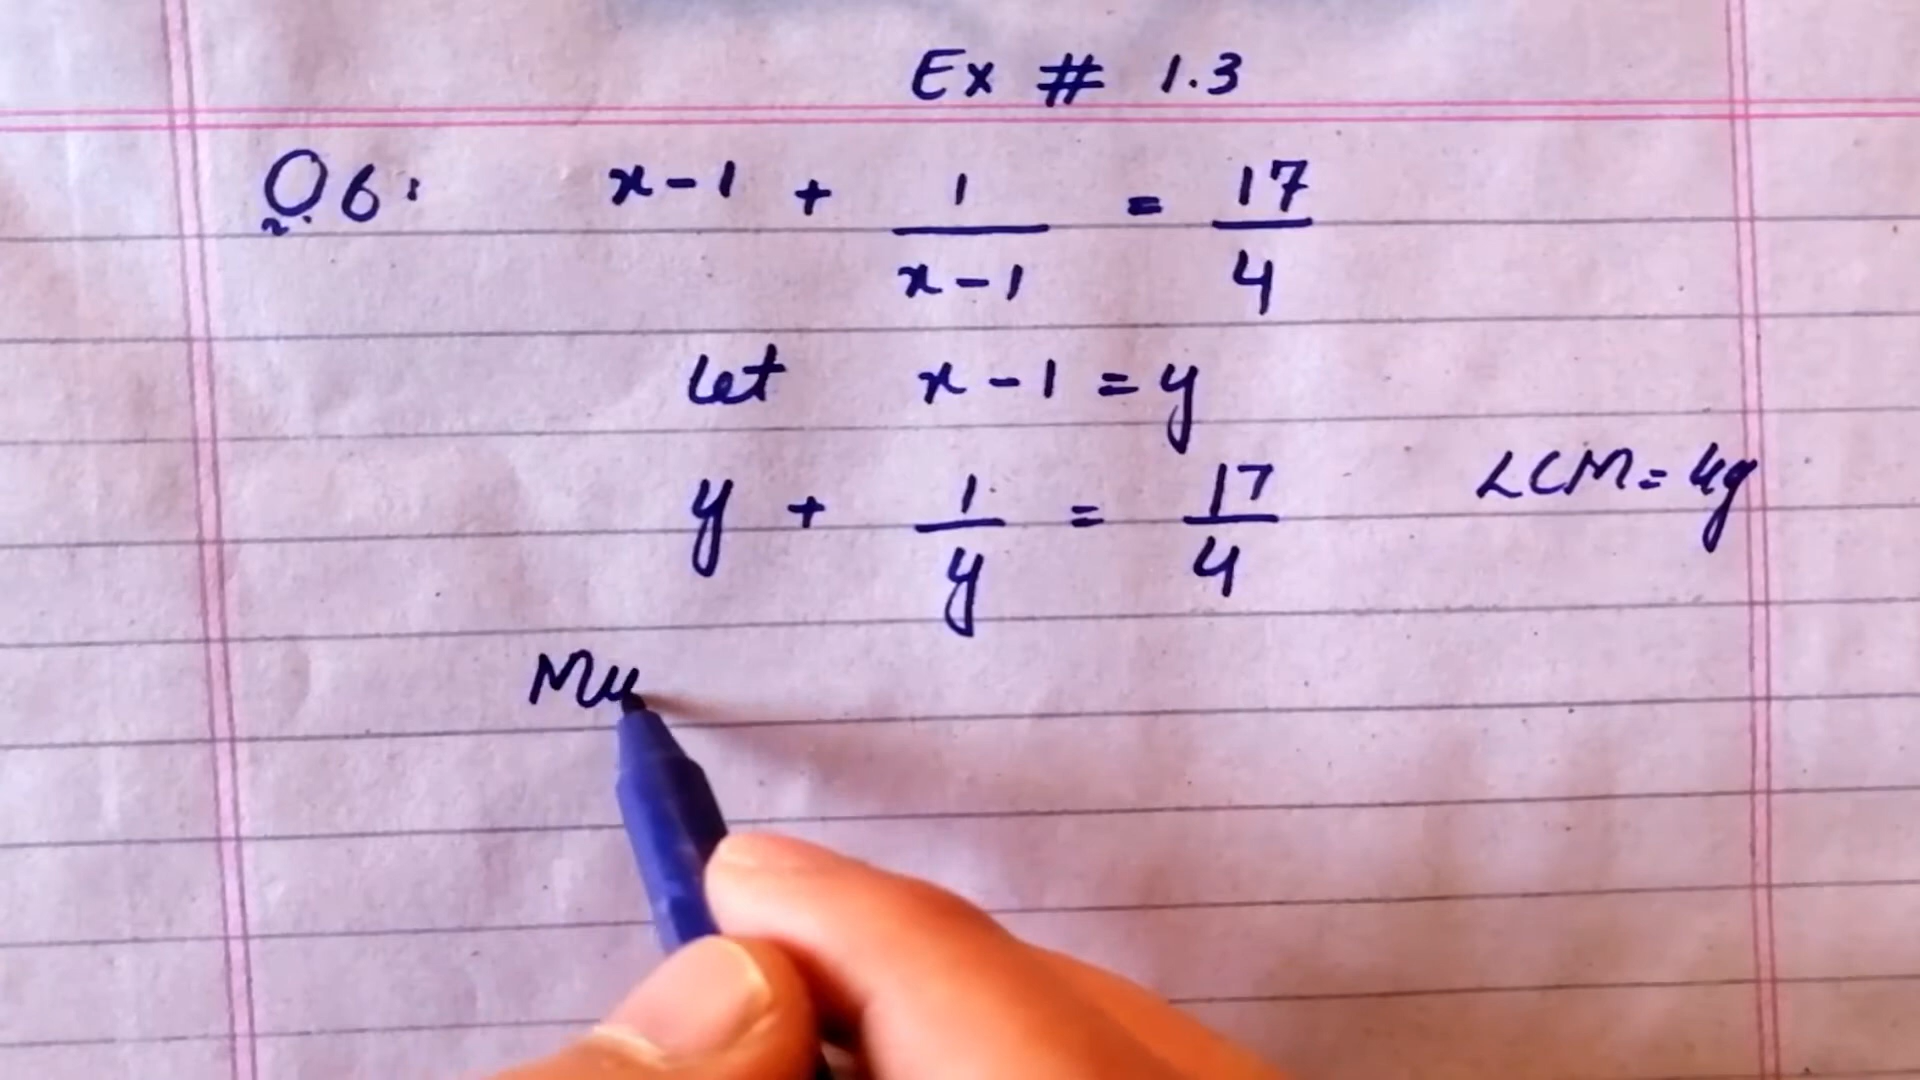 Ex # 1.3
Q6: x-1 + 1/(x-1) = 17/4
Let x-1 = y
y + 1/y = 17/4 LCM = 4y
Mu